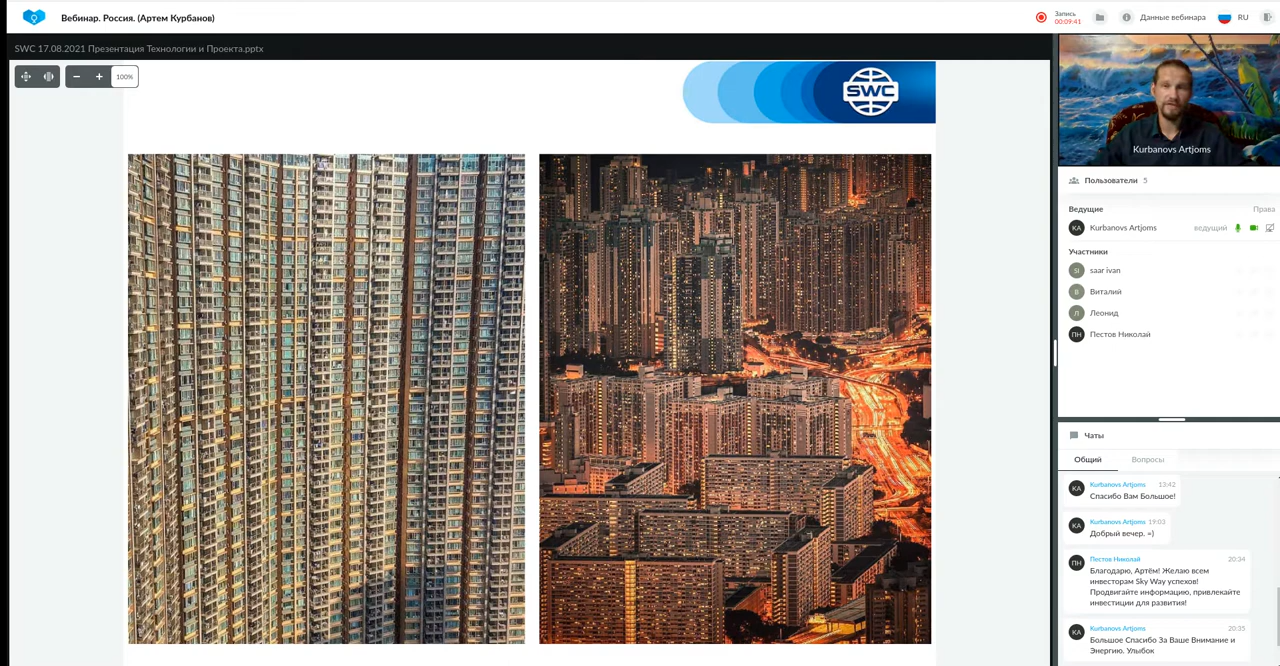 Вебинар. Россия. (Артем Курбанов)
Запись
00:09:41
Данные вебинара
RU
SWC 17.08.2021 Презентация Технологии и Проекта.pptx
100%
SWC
Kurbanovs Artjoms
Пользователи 5
Ведущие
Права
KA
Kurbanovs Artjoms
ведущий
Участники
SI
saar ivan
В
Виталий
Л
Леонид
ПН
Пестов Николай
Чаты
Общий
Вопросы
KA
Kurbanovs Artjoms 13:42
Спасибо Вам Большое!
KA
Kurbanovs Artjoms 19:03
Добрый вечер. =)
ПН
Пестов Николай 20:34
Благодарю, Артём! Желаю всем
инвесторам Sky Way успехов!
Продвигайте информацию, привлекайте
инвестиции для развития!
KA
Kurbanovs Artjoms 20:35
Большое Спасибо За Ваше Внимание и
Энергию. Улыбок